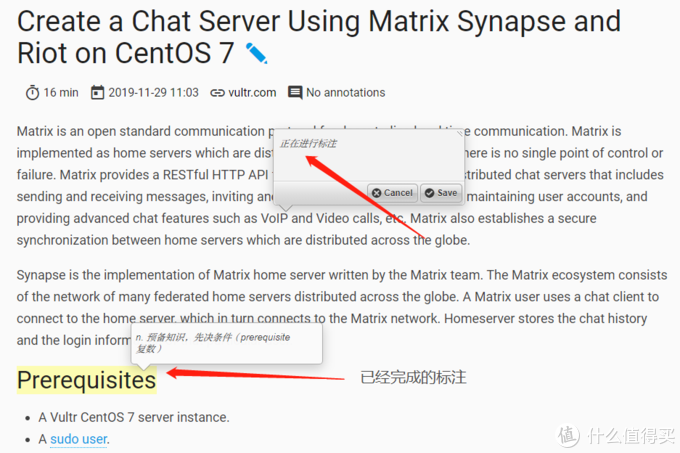 Create a Chat Server Using Matrix Synapse and
Riot on CentOS 7
16 min 2019-11-29 11:03 vultr.com No annotations
Matrix is an open standard communication p
l time communication. Matrix is
implemented as home servers which are dist
here is no single point of control or
failure. Matrix provides a RESTful HTTP API
stributed chat servers that includes
sending and receiving messages, inviting and
maintaining user accounts, and
providing advanced chat features such as VoIP and Video calls, etc. Matrix also establishes a secure
synchronization between home servers which are distributed across the globe.
正在进行标注
Cancel Save
Synapse is the implementation of Matrix home server written by the Matrix team. The Matrix ecosystem consists
of the network of many federated home servers distributed across the globe. A Matrix user uses a chat client to
connect to the home server which in turn connects to the Matrix network. Homeserver stores the chat history
and the login inform
n. 预备知识，先决条件（prerequisite
复数）
Prerequisites
已经完成的标注
A Vultr CentOS 7 server instance.
A sudo user.
值 什么值得买